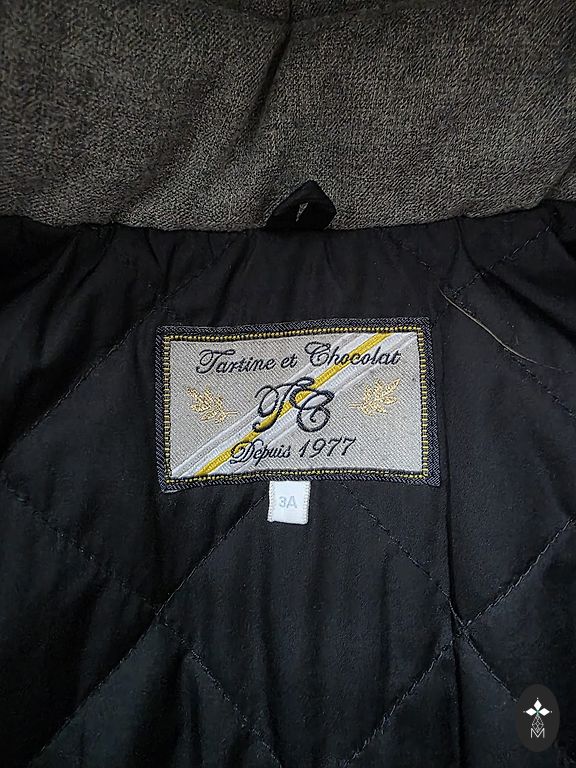 Tartine et Chocolat
TC
Depuis 1977
3A
M